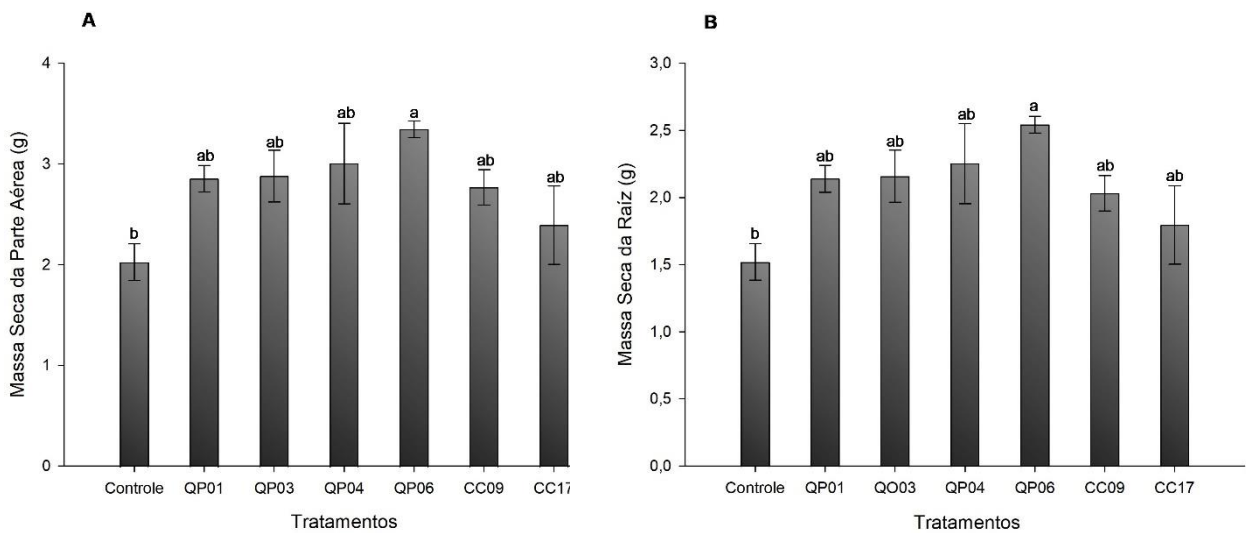 A
Massa Seca da Parte Aérea (g)
4
3
2
1
0
b
ab
ab
ab
a
ab
ab
Controle QP01 QP03 QP04 QP06 CC09 CC17
Tratamentos
B
Massa Seca da Raíz (g)
3,0
2,5
2,0
1,5
1,0
0,5
0,0
b
ab
ab
ab
a
ab
ab
Controle QP01 QO03 QP04 QP06 CC09 CC17
Tratamentos